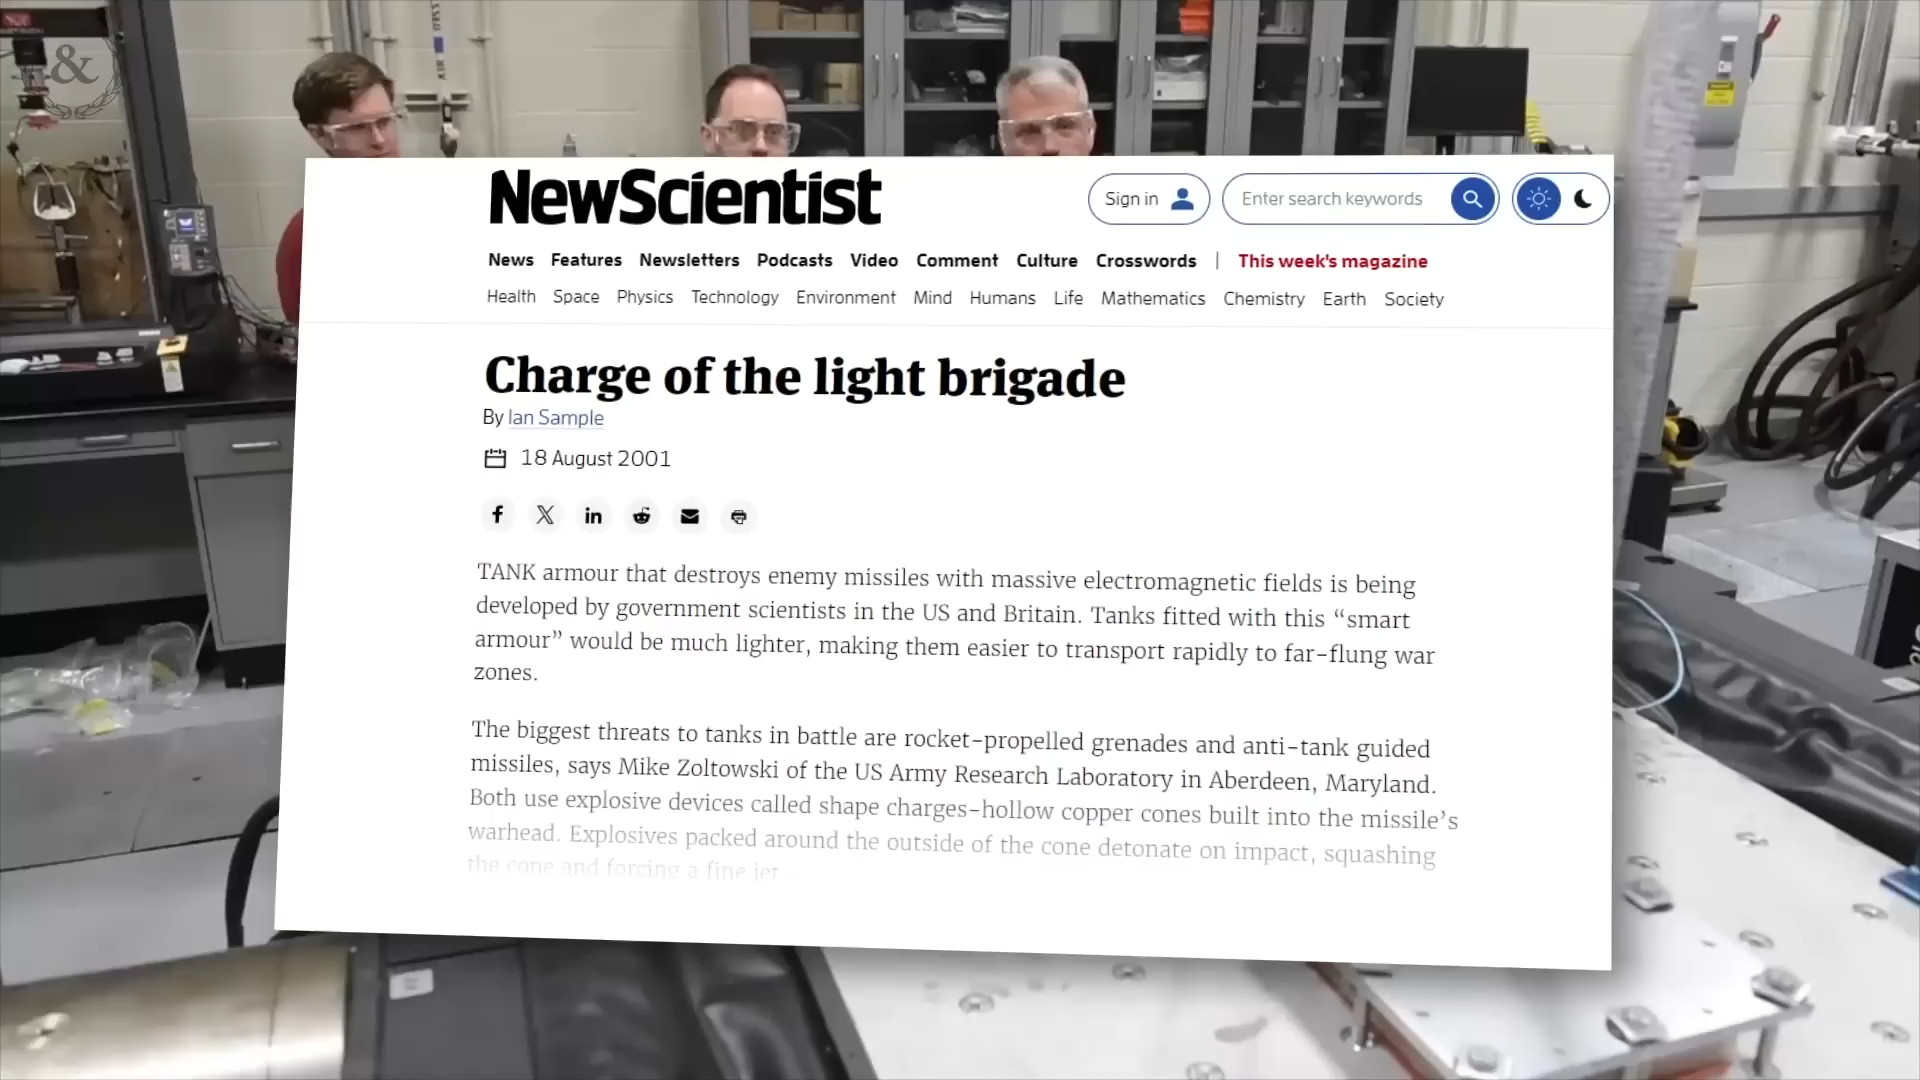 &
NewScientist
Sign in
Enter search keywords
News Features Newsletters Podcasts Video Comment Culture Crosswords | This week's magazine
Health Space Physics Technology Environment Mind Humans Life Mathematics Chemistry Earth Society
Charge of the light brigade
By Ian Sample
18 August 2001
TANK armour that destroys enemy missiles with massive electromagnetic fields is being
developed by government scientists in the US and Britain. Tanks fitted with this “smart
armour” would be much lighter, making them easier to transport rapidly to far-flung war
zones.
The biggest threats to tanks in battle are rocket-propelled grenades and anti-tank guided
missiles, says Mike Zoltowski of the US Army Research Laboratory in Aberdeen, Maryland.
Both use explosive devices called shape charges-hollow copper cones built into the missile’s
warhead. Explosives packed around the outside of the cone detonate on impact, squashing
the cone and forcing a fine jet